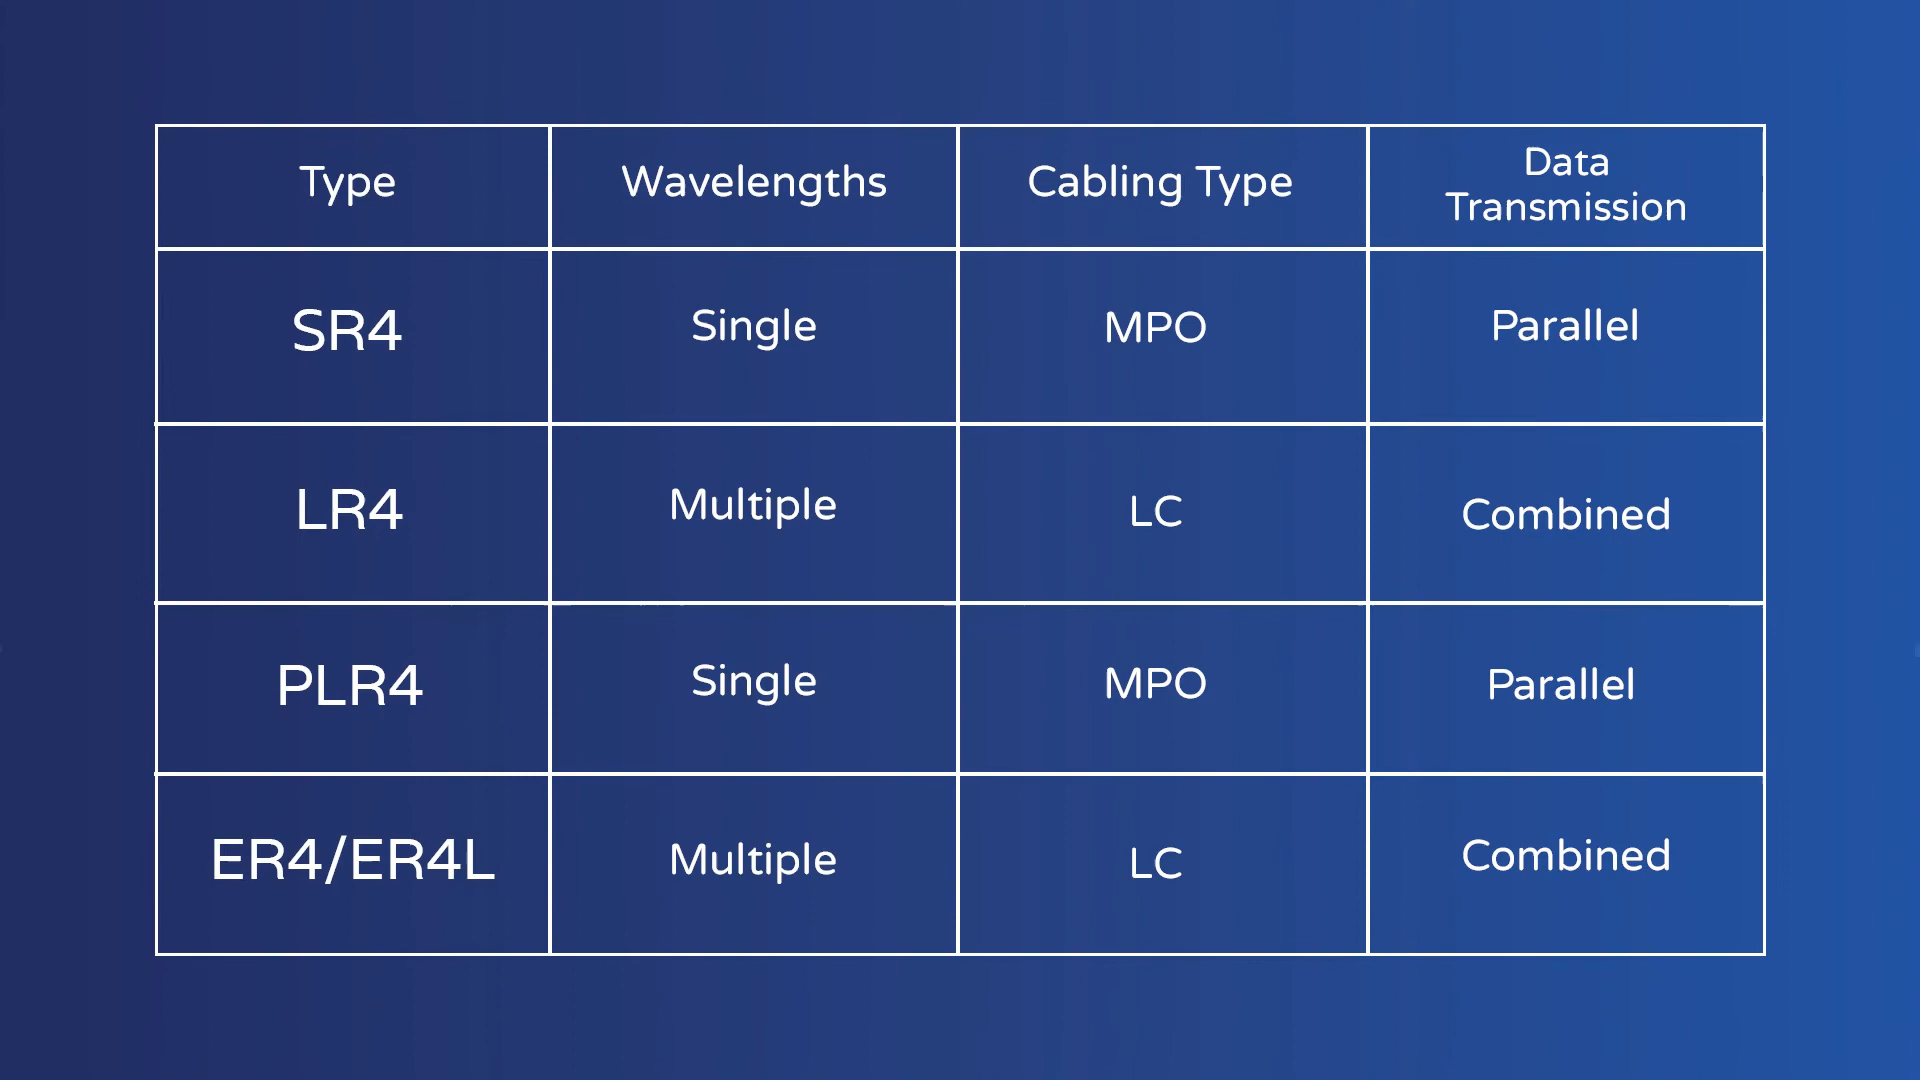 Type Wavelengths Cabling Type Data Transmission
SR4 Single MPO Parallel
LR4 Multiple LC Combined
PLR4 Single MPO Parallel
ER4/ER4L Multiple LC Combined